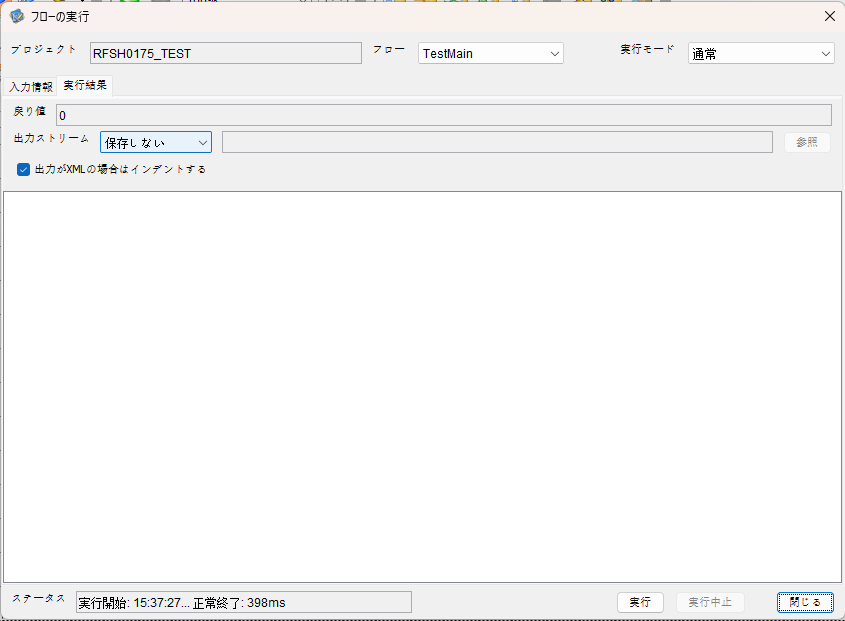 フローの実行
プロジェクト RFSH0175_TEST フロー TestMain 実行モード 通常
入力情報 実行結果
戻り値 0
出力ストリーム 保存しない 参照
出力がXMLの場合はインデントする
ステータス 実行開始: 15:37:27... 正常終了: 398ms 実行 実行中止 閉じる